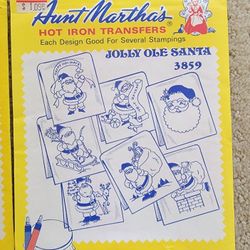 $ 1.09¢
Aunt Martha's®
HOT IRON TRANSFERS
Each Design Good For Several Stampings
JOLLY OLE SANTA
3859